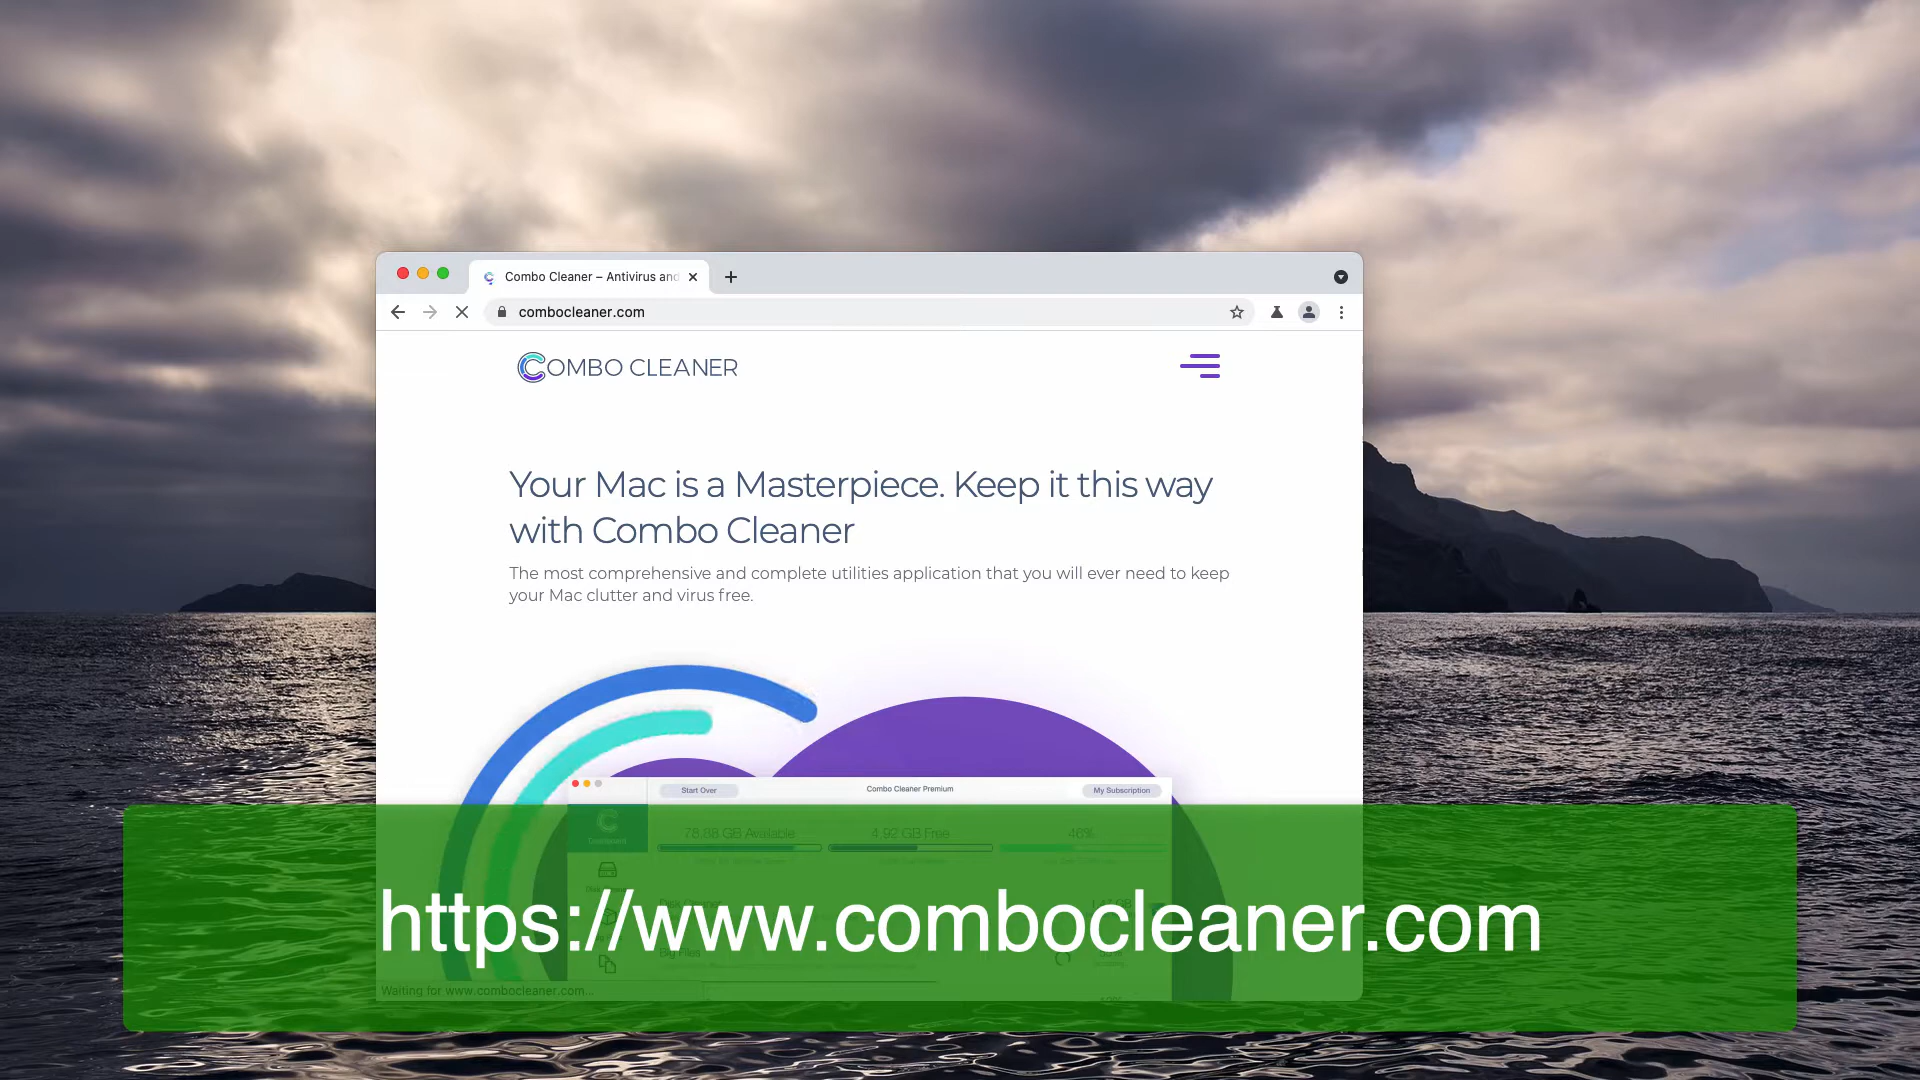 Combo Cleaner – Antivirus and
combocleaner.com
COMBO CLEANER
Your Mac is a Masterpiece. Keep it this way
with Combo Cleaner
The most comprehensive and complete utilities application that you will ever need to keep
your Mac clutter and virus free.
Start Over
Combo Cleaner Premium
My Subscription
78.88 GB Available
4.92 GB Free
46%
Dashboard
https://www.combocleaner.com
Big Files
Waiting for www.combocleaner.com...